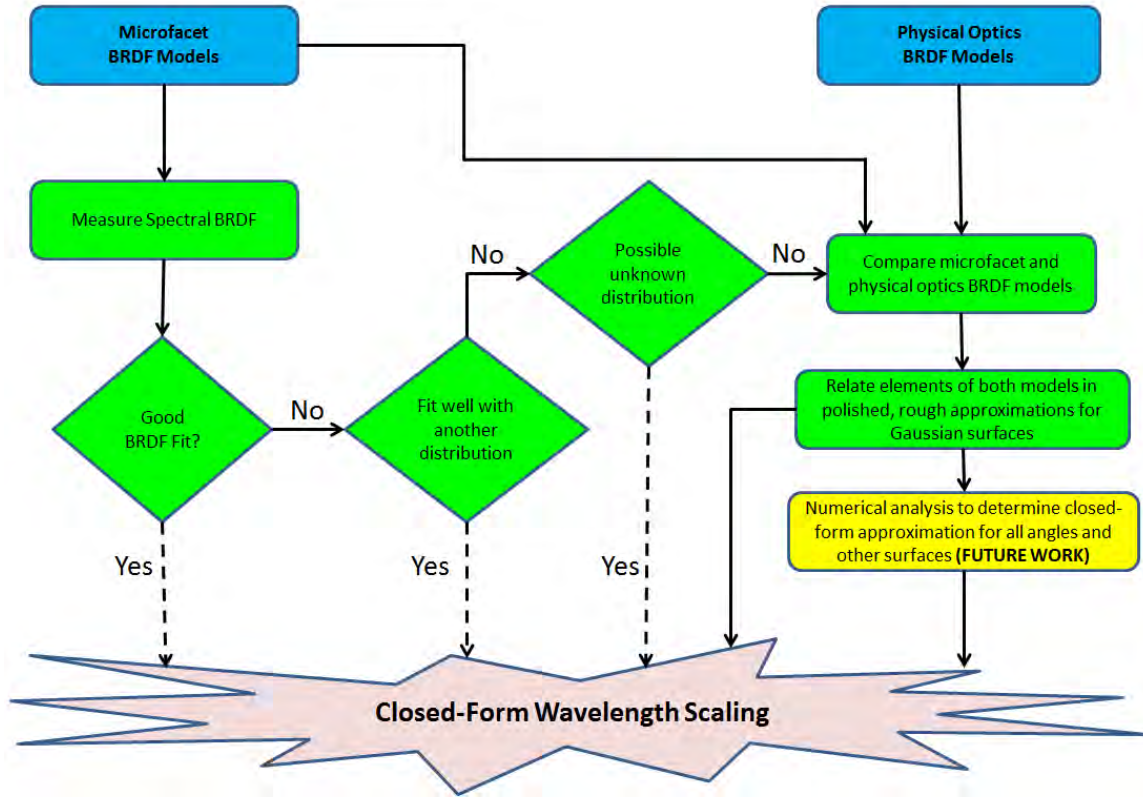 Microfacet
BRDF Models
Physical Optics
BRDF Models
Measure Spectral BRDF
No
Possible
unknown
distribution
No
Compare microfacet and
physical optics BRDF models
Good
BRDF Fit?
No
Fit well with
another
distribution
Relate elements of both models in
polished, rough approximations for
Gaussian surfaces
Numerical analysis to determine closed-
form approximation for all angles and
other surfaces (FUTURE WORK)
Yes
Yes
Yes
Closed-Form Wavelength Scaling